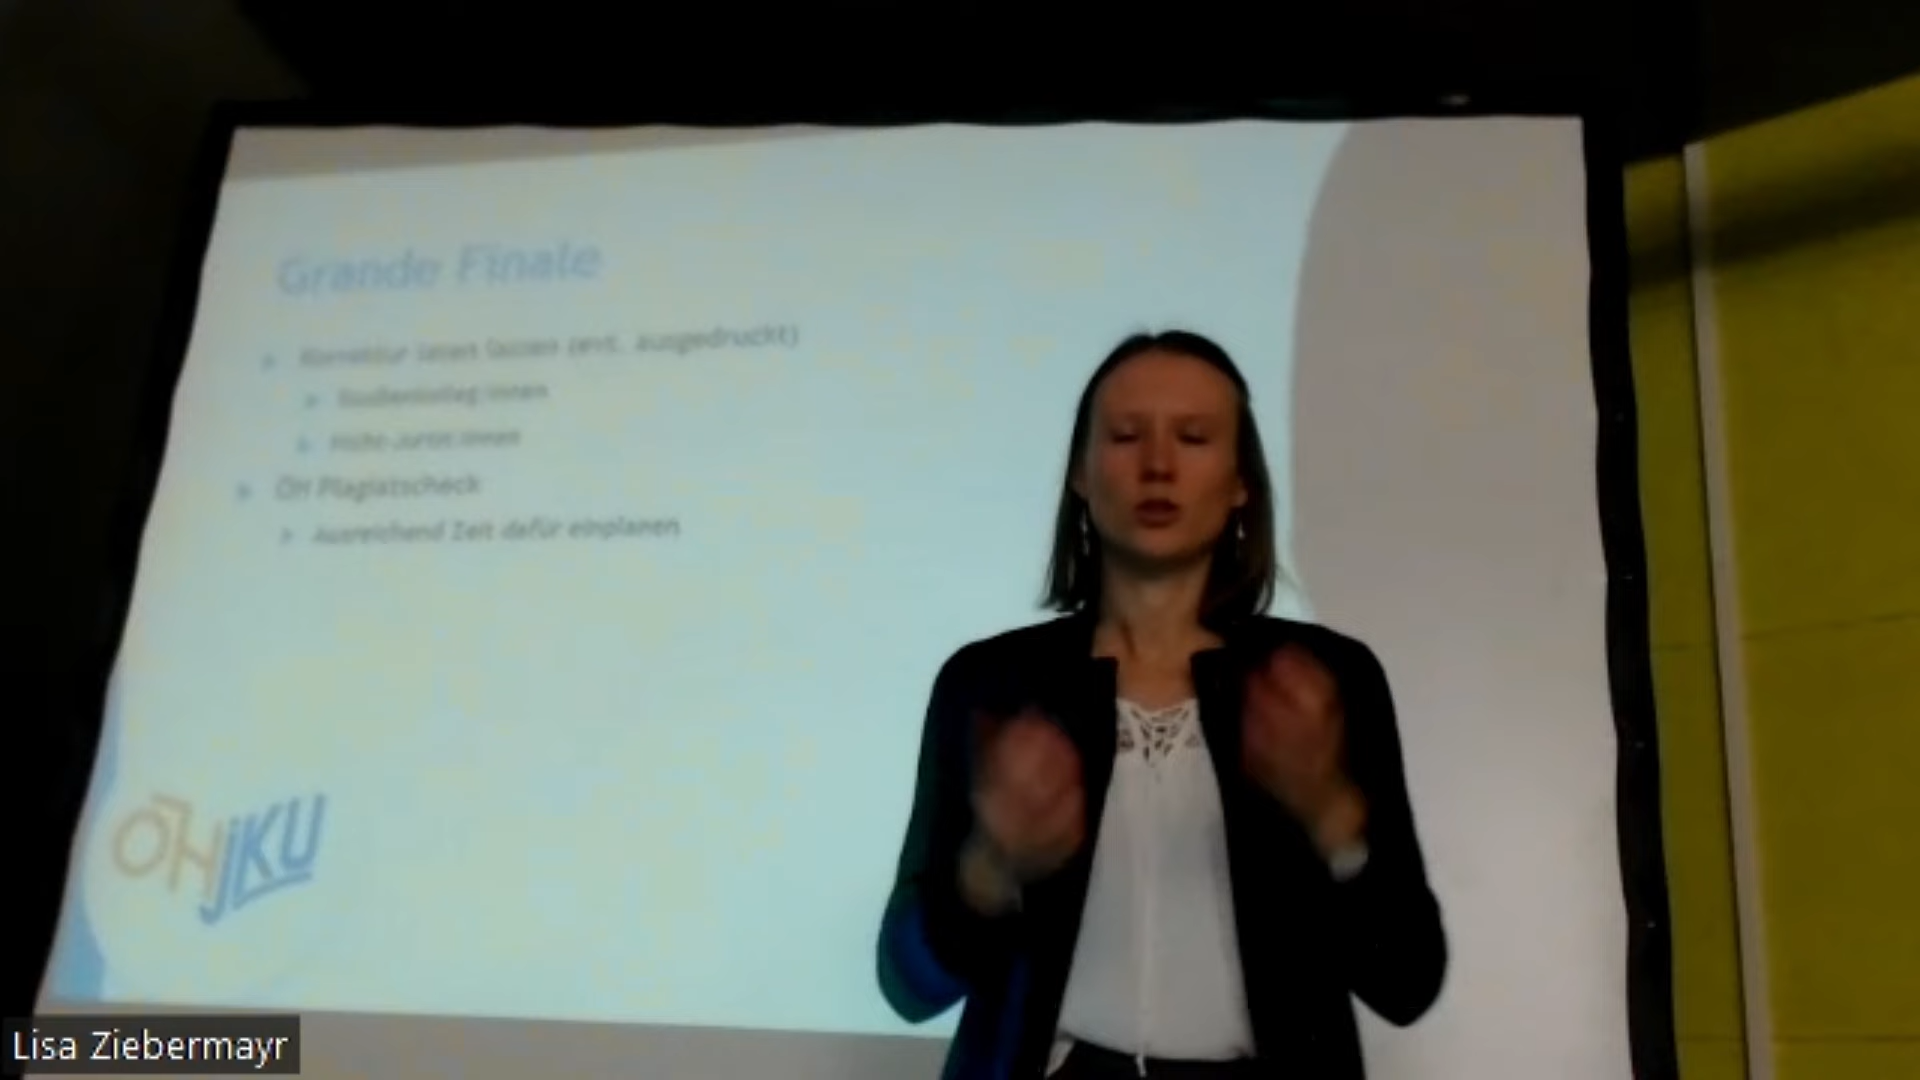 Grande Finale
Korrektur lesen lassen (evt. ausgedruckt)
Studienkolleg:innen
Nicht-Jurist:innen
ÖH Plagiatscheck
Ausreichend Zeit dafür einplanen
ÖH JKU
Lisa Ziebermayr